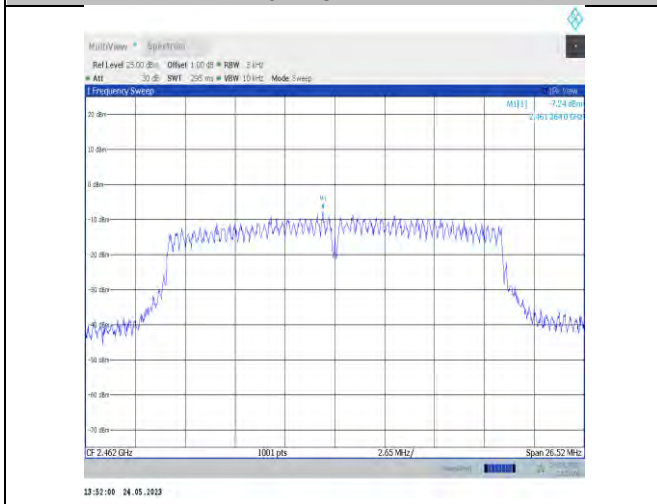 MultiView
Spectrum
Ref Level 25.00 dBm Offset 1.00 dB RBW 3 kHz
Att 30 dB SWT 295 ms VBW 10 kHz Mode Sweep
1 Frequency Sweep 1Pk View
M1[1] -7.24 dBm
2.461 264 0 GHz
20 dBm
10 dBm
0 dBm
M1
-10 dBm
-20 dBm
-30 dBm
-40 dBm
-50 dBm
-60 dBm
-70 dBm
CF 2.462 GHz 1001 pts 2.65 MHz/ Span 26.52 MHz
13:52:00 24.05.2023